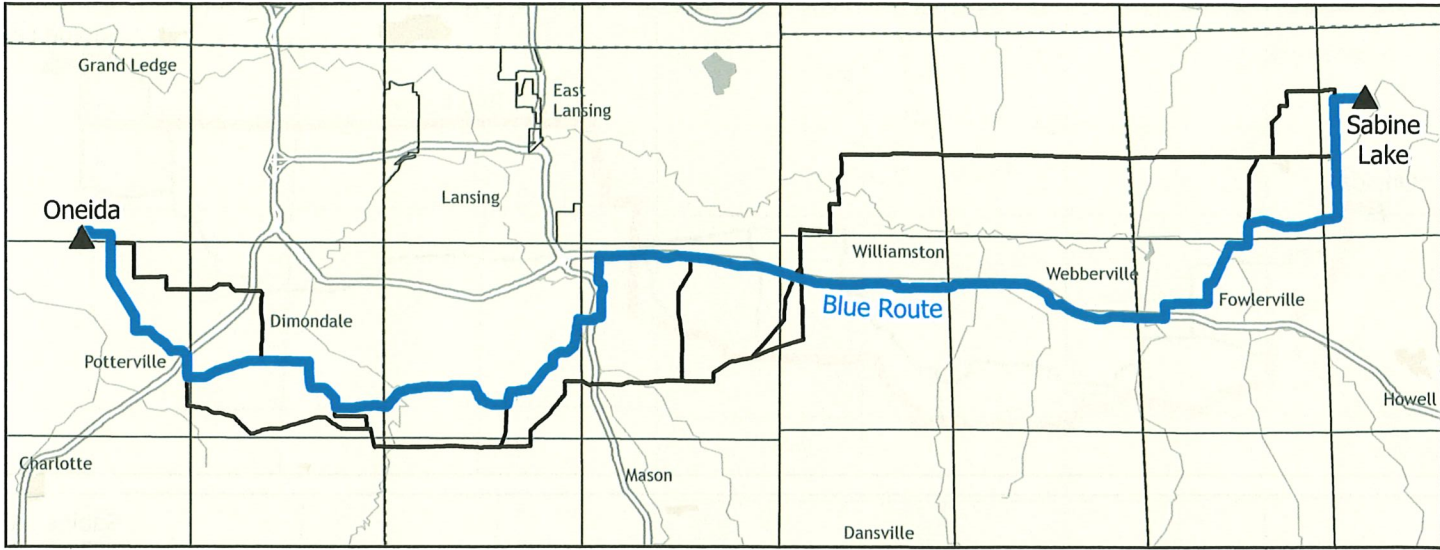 Grand Ledge
East
Lansing
Sabine
Lake
Lansing
Oneida
Williamston
Webberville
Blue Route
Fowlerville
Dimondale
Potterville
Howell
Charlotte
Mason
Dansville